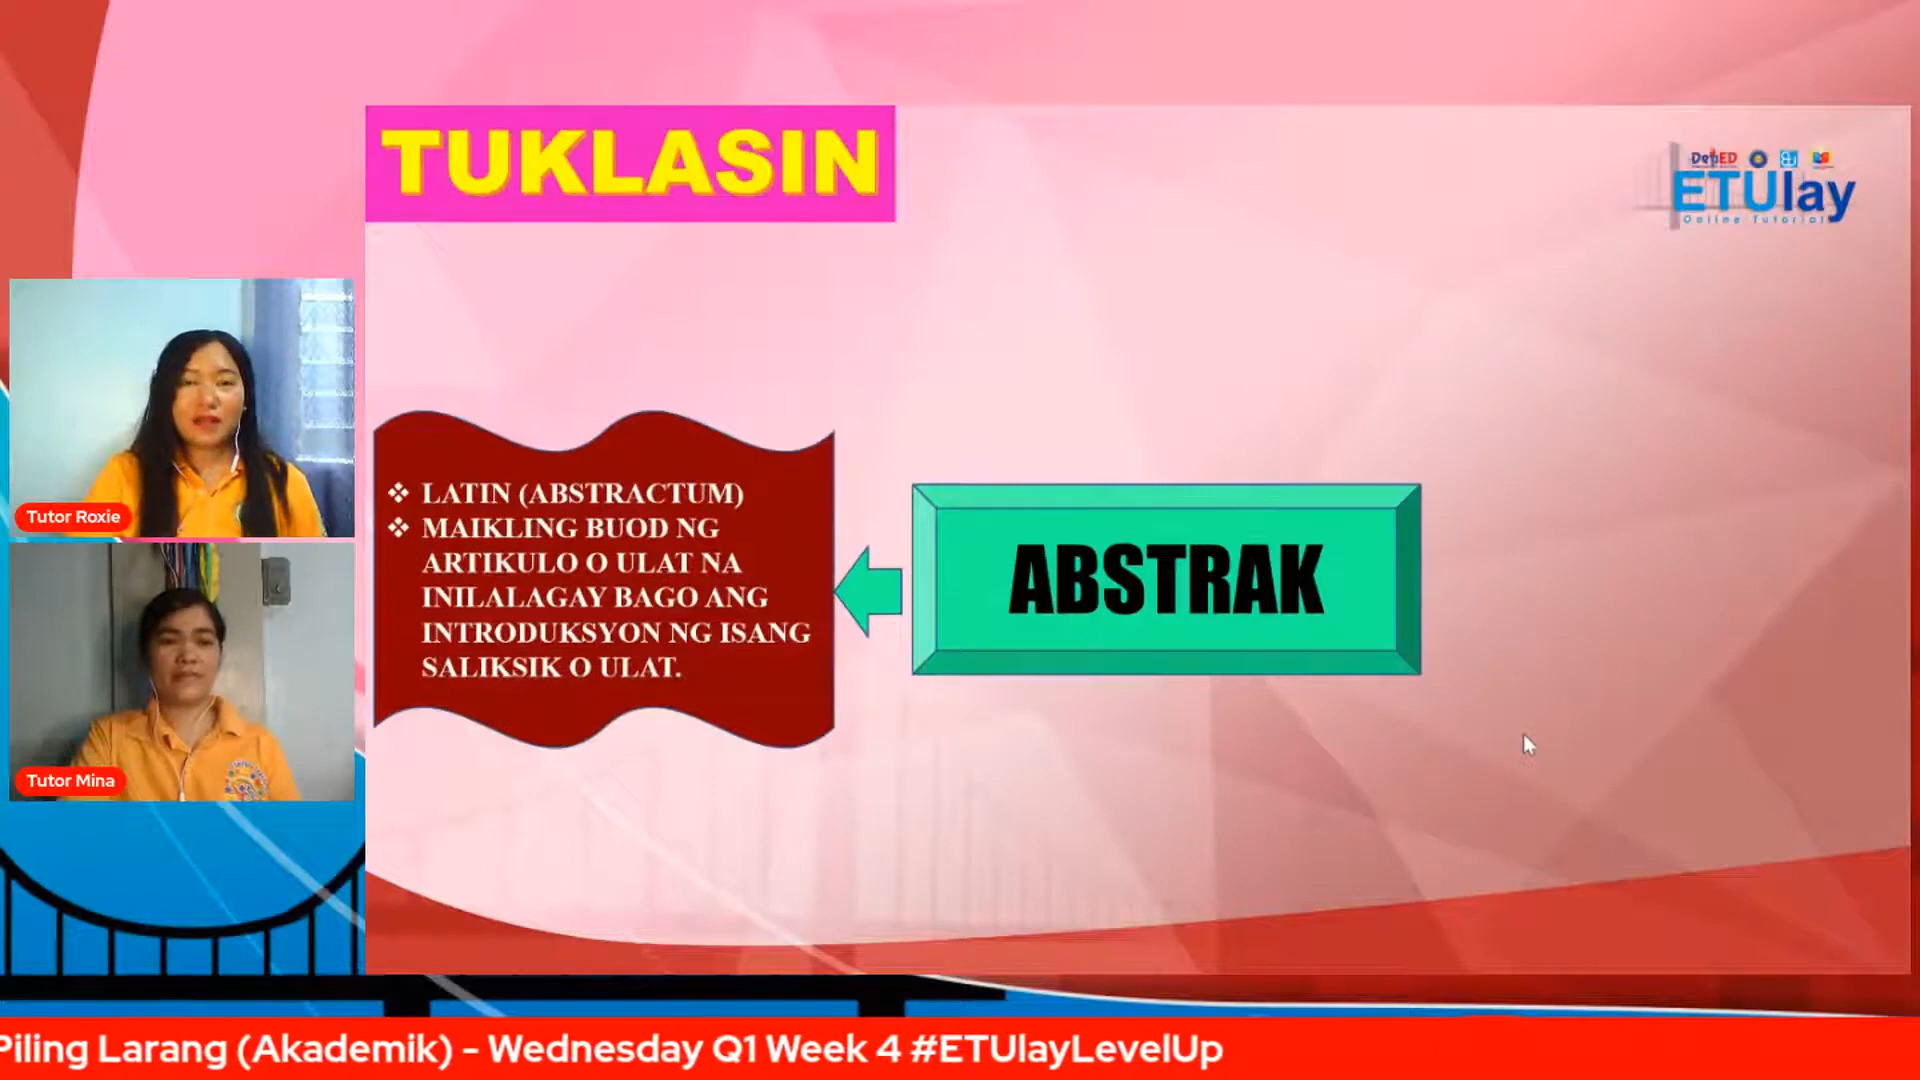 TUKLASIN
DepED
ETUlay
Online Tutorial
❖ LATIN (ABSTRACTUM)
❖ MAIKLING BUOD NG
ARTIKULO O ULAT NA
INILALAGAY BAGO ANG
INTRODUKSYON NG ISANG
SALIKSIK O ULAT.
ABSTRAK
Tutor Roxie
Tutor Mina
Piling Larang (Akademik) - Wednesday Q1 Week 4 #ETUlayLevelUp